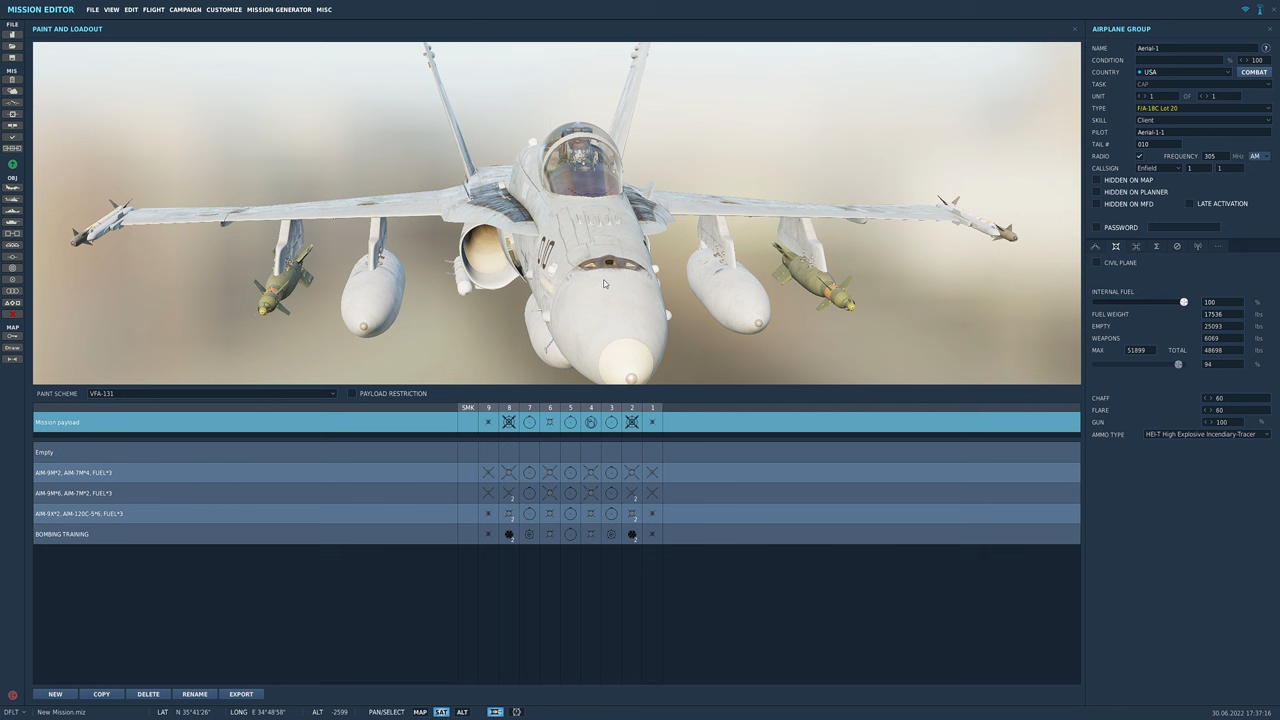 MISSION EDITOR FILE VIEW EDIT FLIGHT CAMPAIGN CUSTOMIZE MISSION GENERATOR MISC
FILE
MIS
OBJ
MAP
Draw
PAINT AND LOADOUT
PAINT SCHEME VFA-131 PAYLOAD RESTRICTION
SMK 9 8 7 6 5 4 3 2 1
Mission payload
Empty
AIM-9M*2, AIM-7M*4, FUEL*3
AIM-9M*6, AIM-7M*2, FUEL*3 2 2
AIM-9X*2, AIM-120C-5*6, FUEL*3 2 2
BOMBING TRAINING 2 2
NEW COPY DELETE RENAME EXPORT
AIRPLANE GROUP
NAME Aerial-1 ?
CONDITION % <> 100
COUNTRY USA COMBAT
TASK CAP
UNIT <> 1 OF <> 1
TYPE F/A-18C Lot 20
SKILL Client
PILOT Aerial-1-1
TAIL # 010
RADIO FREQUENCY 305 MHz AM
CALLSIGN Enfield 1 1
HIDDEN ON MAP
HIDDEN ON PLANNER
HIDDEN ON MFD LATE ACTIVATION
PASSWORD
CIVIL PLANE
INTERNAL FUEL
100 %
FUEL WEIGHT 17536 lbs
EMPTY 25093 lbs
WEAPONS 6069 lbs
MAX 51899 TOTAL 48698 lbs
94 %
CHAFF <> 60
FLARE <> 60
GUN <> 100 %
AMMO TYPE HEI-T High Explosive Incendiary-Tracer
DFLT New Mission.miz LAT N 35°41'26" LONG E 34°48'58" ALT -2599 PAN/SELECT MAP SAT ALT 30.06.2022 17:37:16